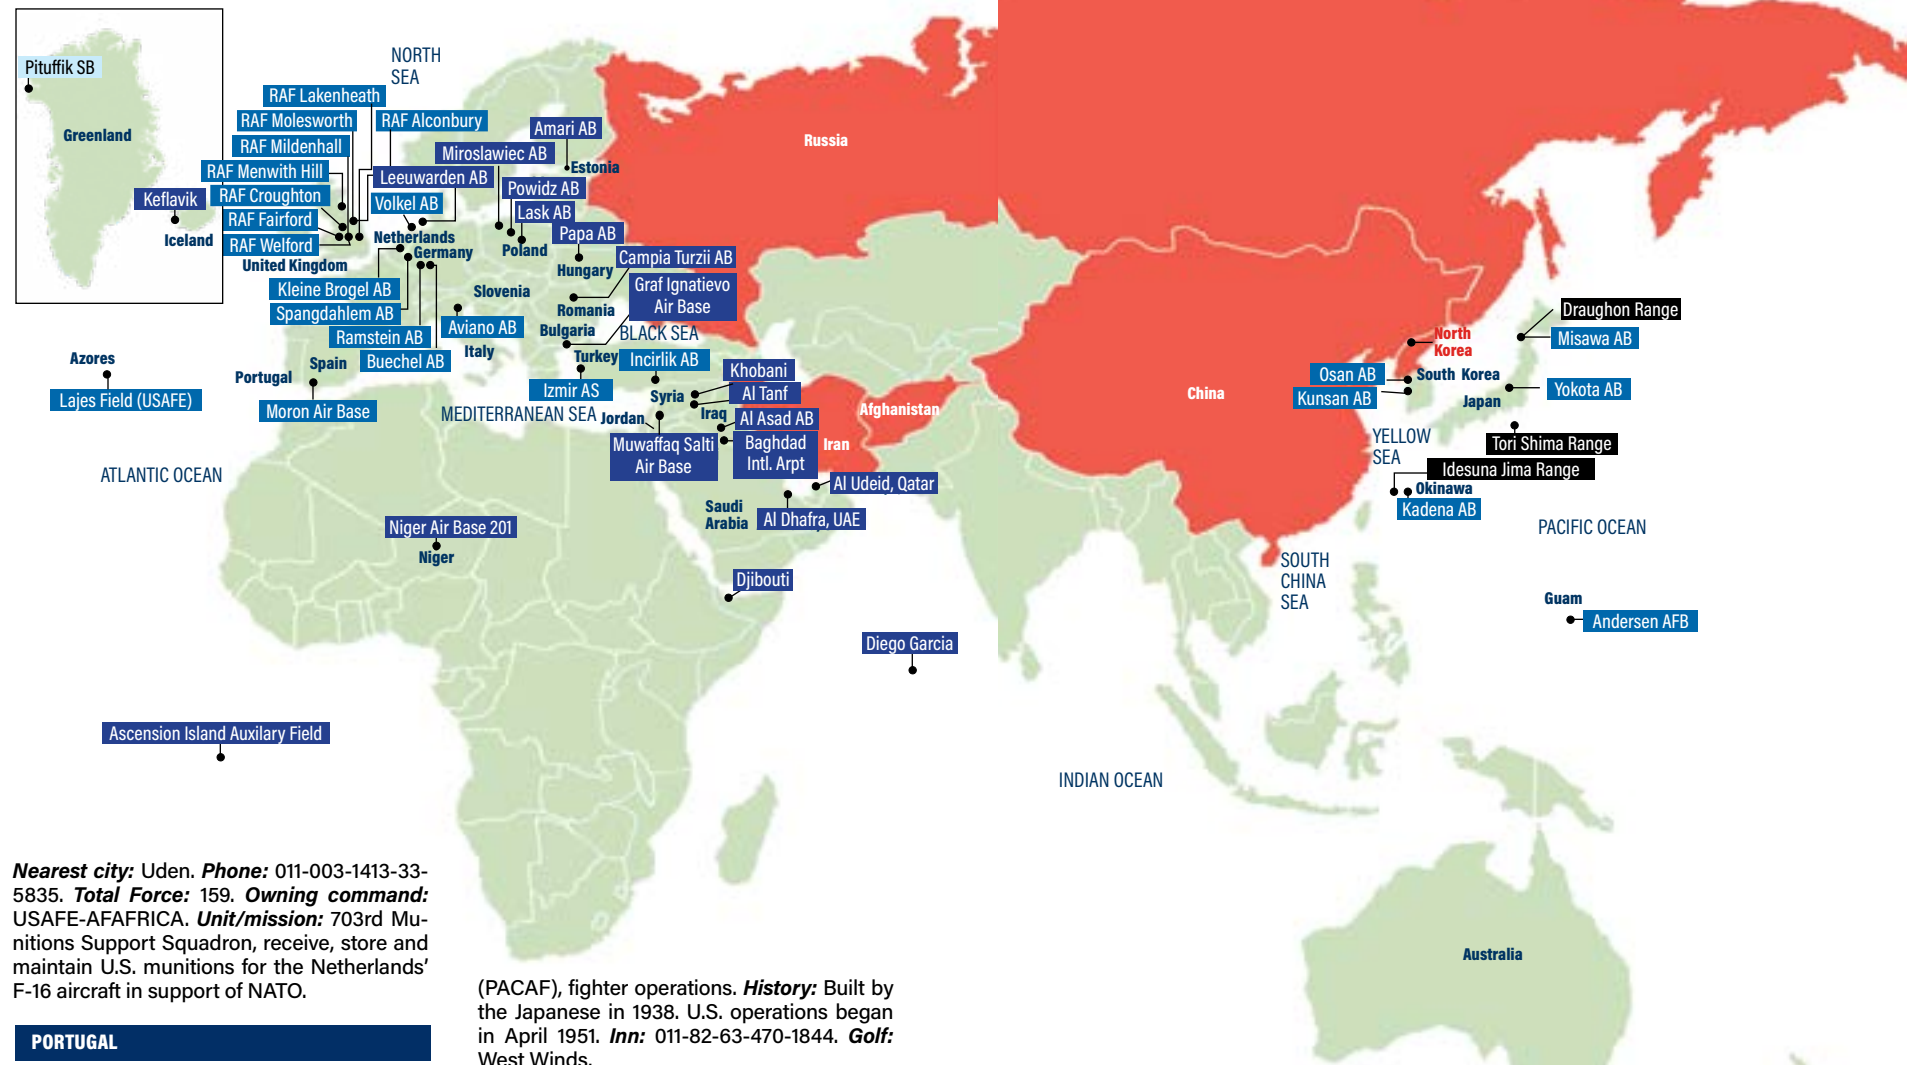 NORTH
SEA
Pituffik SB
Greenland
Keflavik
Iceland
RAF Lakenheath
RAF Molesworth
RAF Alconbury
RAF Mildenhall
RAF Menwith Hill
RAF Croughton
RAF Fairford
RAF Welford
United Kingdom
Amari AB
Estonia
Miroslawiec AB
Leeuwarden AB
Powidz AB
Volkel AB
Lask AB
Papa AB
Netherlands
Germany
Poland
Hungary
Campia Turzii AB
Graf Ignatievo
Air Base
Kleine Brogel AB
Spangdahlem AB
Ramstein AB
Buechel AB
Slovenia
Aviano AB
Italy
Romania
Bulgaria
BLACK SEA
Turkey
Incirlik AB
Izmir AS
Azores
Lajes Field (USAFE)
Portugal
Spain
Moron Air Base
MEDITERRANEAN SEA
Khobani
Syria
Al Tanf
Iraq
Jordan
Al Asad AB
Muwaffaq Salti
Air Base
Baghdad
Intl. Arpt
Iran
Afghanistan
Russia
Al Udeid, Qatar
Saudi
Arabia
Al Dhafra, UAE
ATLANTIC OCEAN
Niger Air Base 201
Niger
Djibouti
Diego Garcia
Ascension Island Auxilary Field
China
North
Korea
Osan AB
South Korea
Kunsan AB
Draughon Range
Misawa AB
Yokota AB
Japan
Tori Shima Range
YELLOW
SEA
Idesuna Jima Range
Okinawa
Kadena AB
PACIFIC OCEAN
SOUTH
CHINA
SEA
Guam
Andersen AFB
INDIAN OCEAN
Australia
Nearest city: Uden. Phone: 011-003-1413-33-
5835. Total Force: 159. Owning command:
USAFE-AFAFRICA. Unit/mission: 703rd Mu-
nitions Support Squadron, receive, store and
maintain U.S. munitions for the Netherlands’
F-16 aircraft in support of NATO.
PORTUGAL
(PACAF), fighter operations. History: Built by
the Japanese in 1938. U.S. operations began
in April 1951. Inn: 011-82-63-470-1844. Golf:
West Winds.